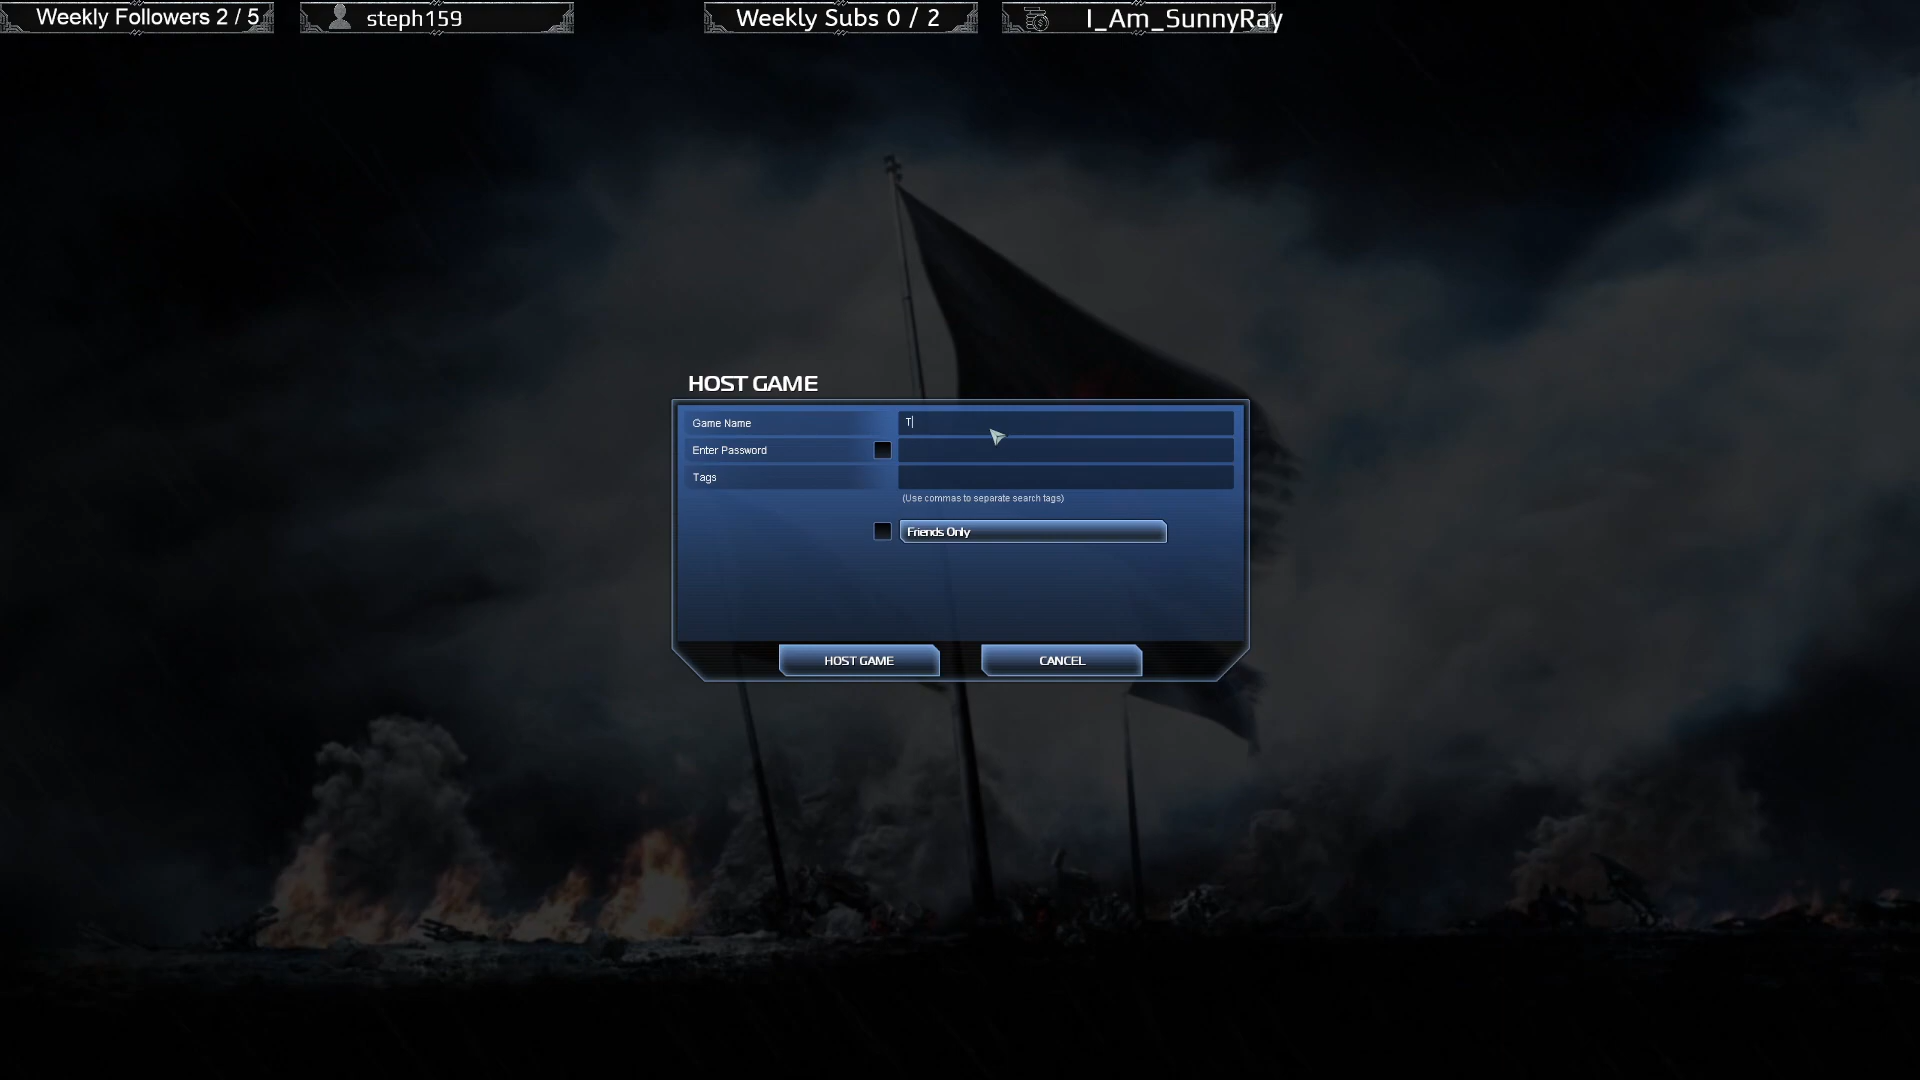 Weekly Followers 2 / 5
steph159
Weekly Subs 0 / 2
I_Am_SunnyRay
HOST GAME
Game Name
T
Enter Password
Tags
(Use commas to separate search tags)
Friends Only
HOST GAME
CANCEL